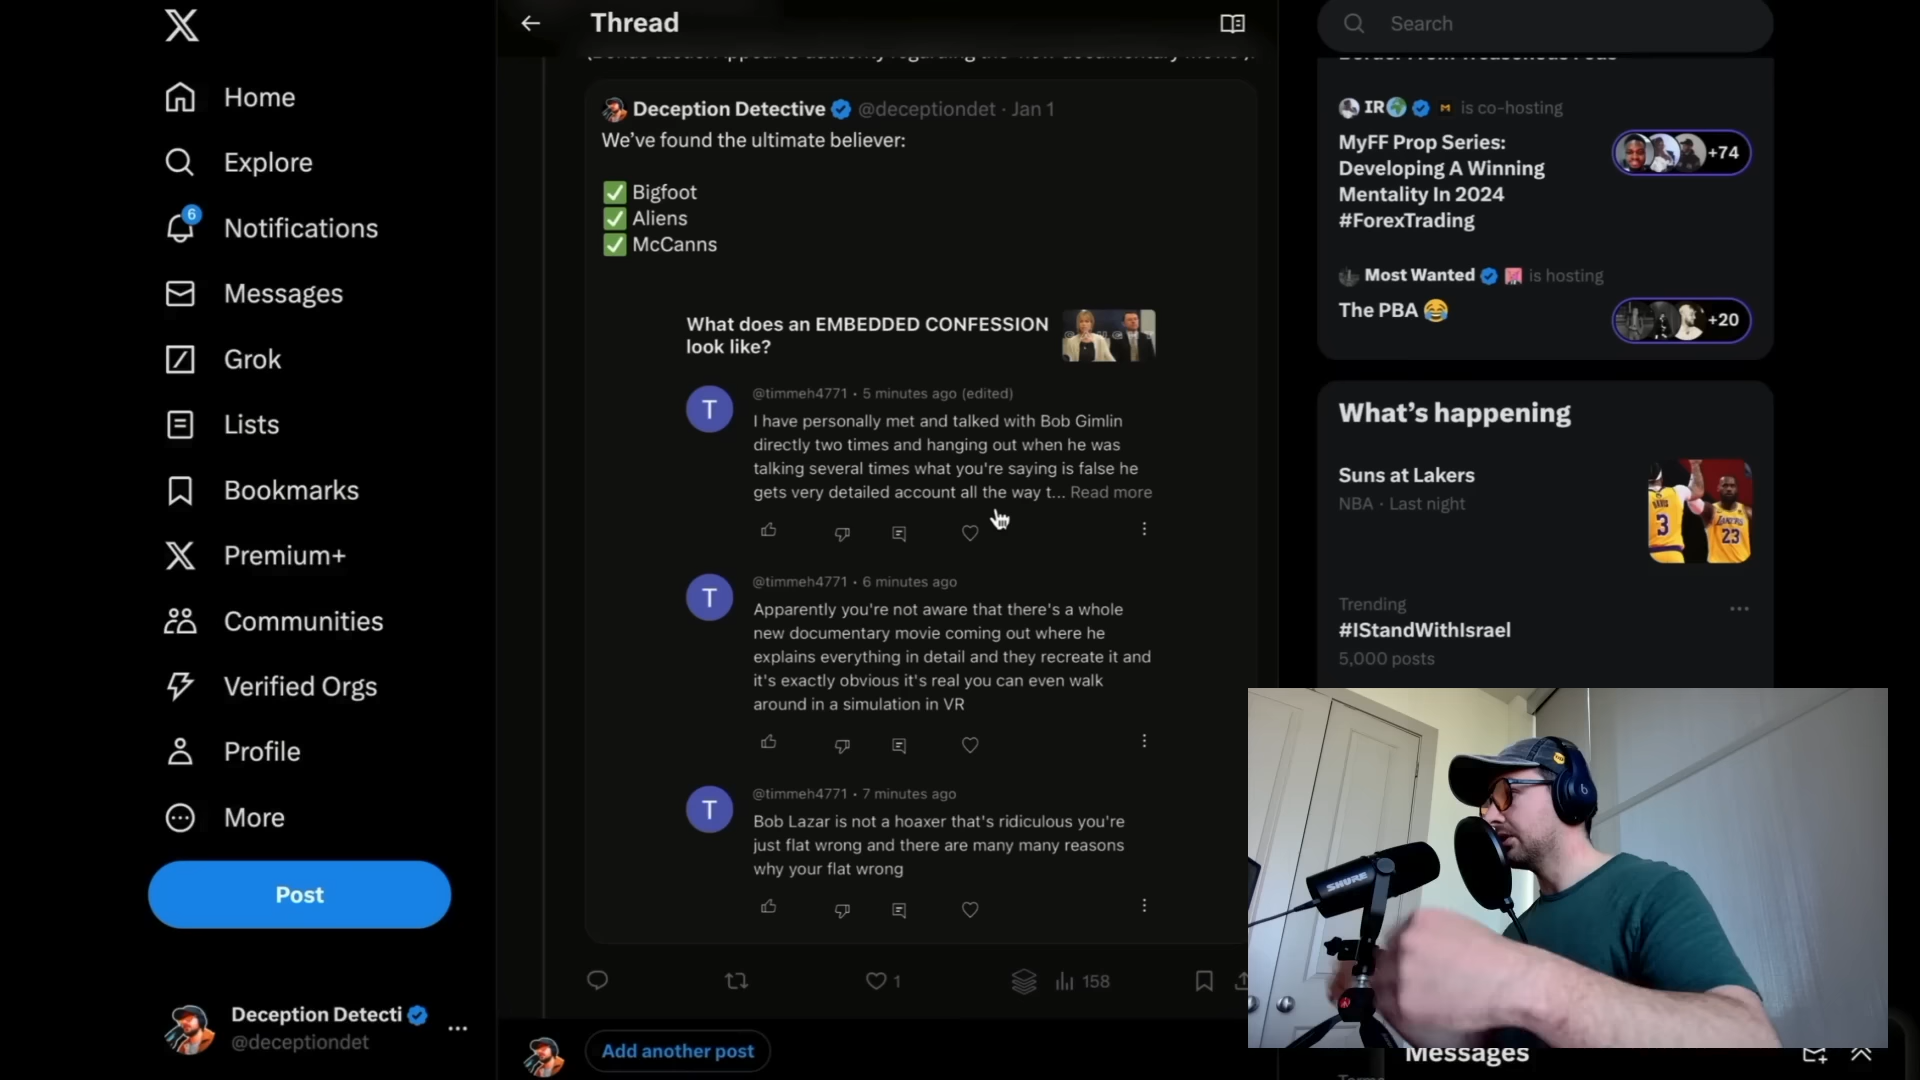 Home
Explore
6
Notifications
Messages
Grok
Lists
Bookmarks
Premium+
Communities
Verified Orgs
Profile
More
Post
Deception Detecti
@deceptiondet
Thread
Deception Detective @deceptiondet · Jan 1
We've found the ultimate believer:
✅ Bigfoot
✅ Aliens
✅ McCanns
What does an EMBEDDED CONFESSION
look like?
T
@timmeh4771 • 5 minutes ago (edited)
I have personally met and talked with Bob Gimlin
directly two times and hanging out when he was
talking several times what you're saying is false he
gets very detailed account all the way t... Read more
T
@timmeh4771 • 6 minutes ago
Apparently you're not aware that there's a whole
new documentary movie coming out where he
explains everything in detail and they recreate it and
it's exactly obvious it's real you can even walk
around in a simulation in VR
T
@timmeh4771 • 7 minutes ago
Bob Lazar is not a hoaxer that's ridiculous you're
just flat wrong and there are many many reasons
why your flat wrong
1
158
Add another post
Search
IR is co-hosting
MyFF Prop Series:
Developing A Winning
Mentality In 2024
#ForexTrading
+74
Most Wanted is hosting
The PBA 😂
+20
What's happening
Suns at Lakers
NBA · Last night
3
LAKERS
23
Trending
#IStandWithIsrael
5,000 posts
SHURE
Messages